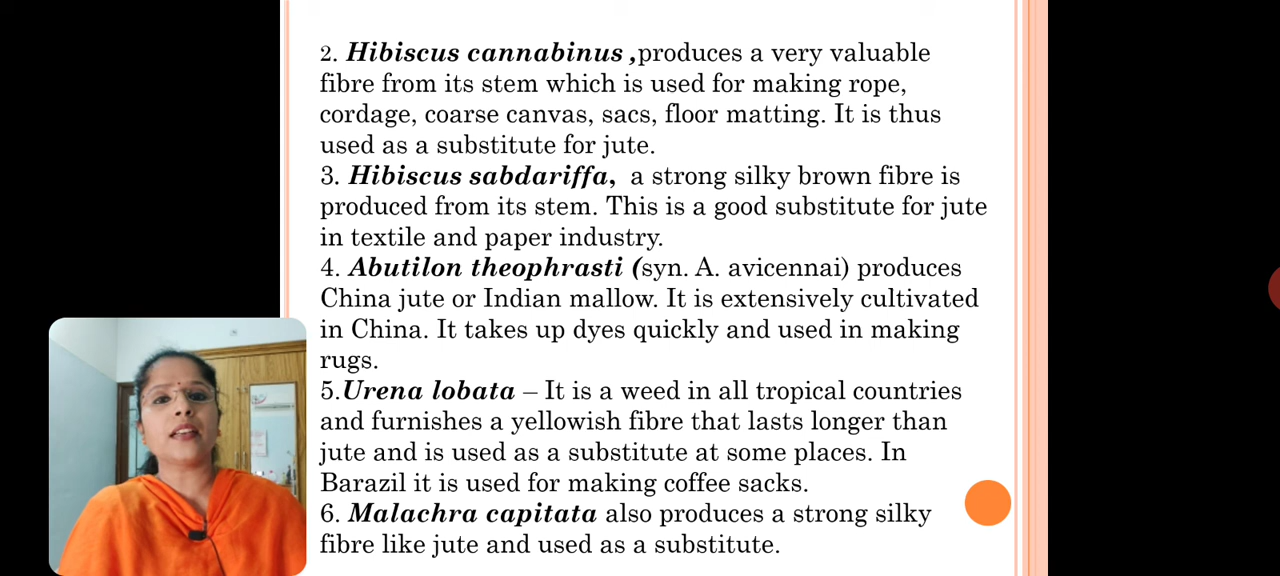 2. Hibiscus cannabinus ,produces a very valuable
fibre from its stem which is used for making rope,
cordage, coarse canvas, sacs, floor matting. It is thus
used as a substitute for jute.
3. Hibiscus sabdariffa, a strong silky brown fibre is
produced from its stem. This is a good substitute for jute
in textile and paper industry.
4. Abutilon theophrasti (syn. A. avicennai) produces
China jute or Indian mallow. It is extensively cultivated
in China. It takes up dyes quickly and used in making
rugs.
5.Urena lobata – It is a weed in all tropical countries
and furnishes a yellowish fibre that lasts longer than
jute and is used as a substitute at some places. In
Barazil it is used for making coffee sacks.
6. Malachra capitata also produces a strong silky
fibre like jute and used as a substitute.